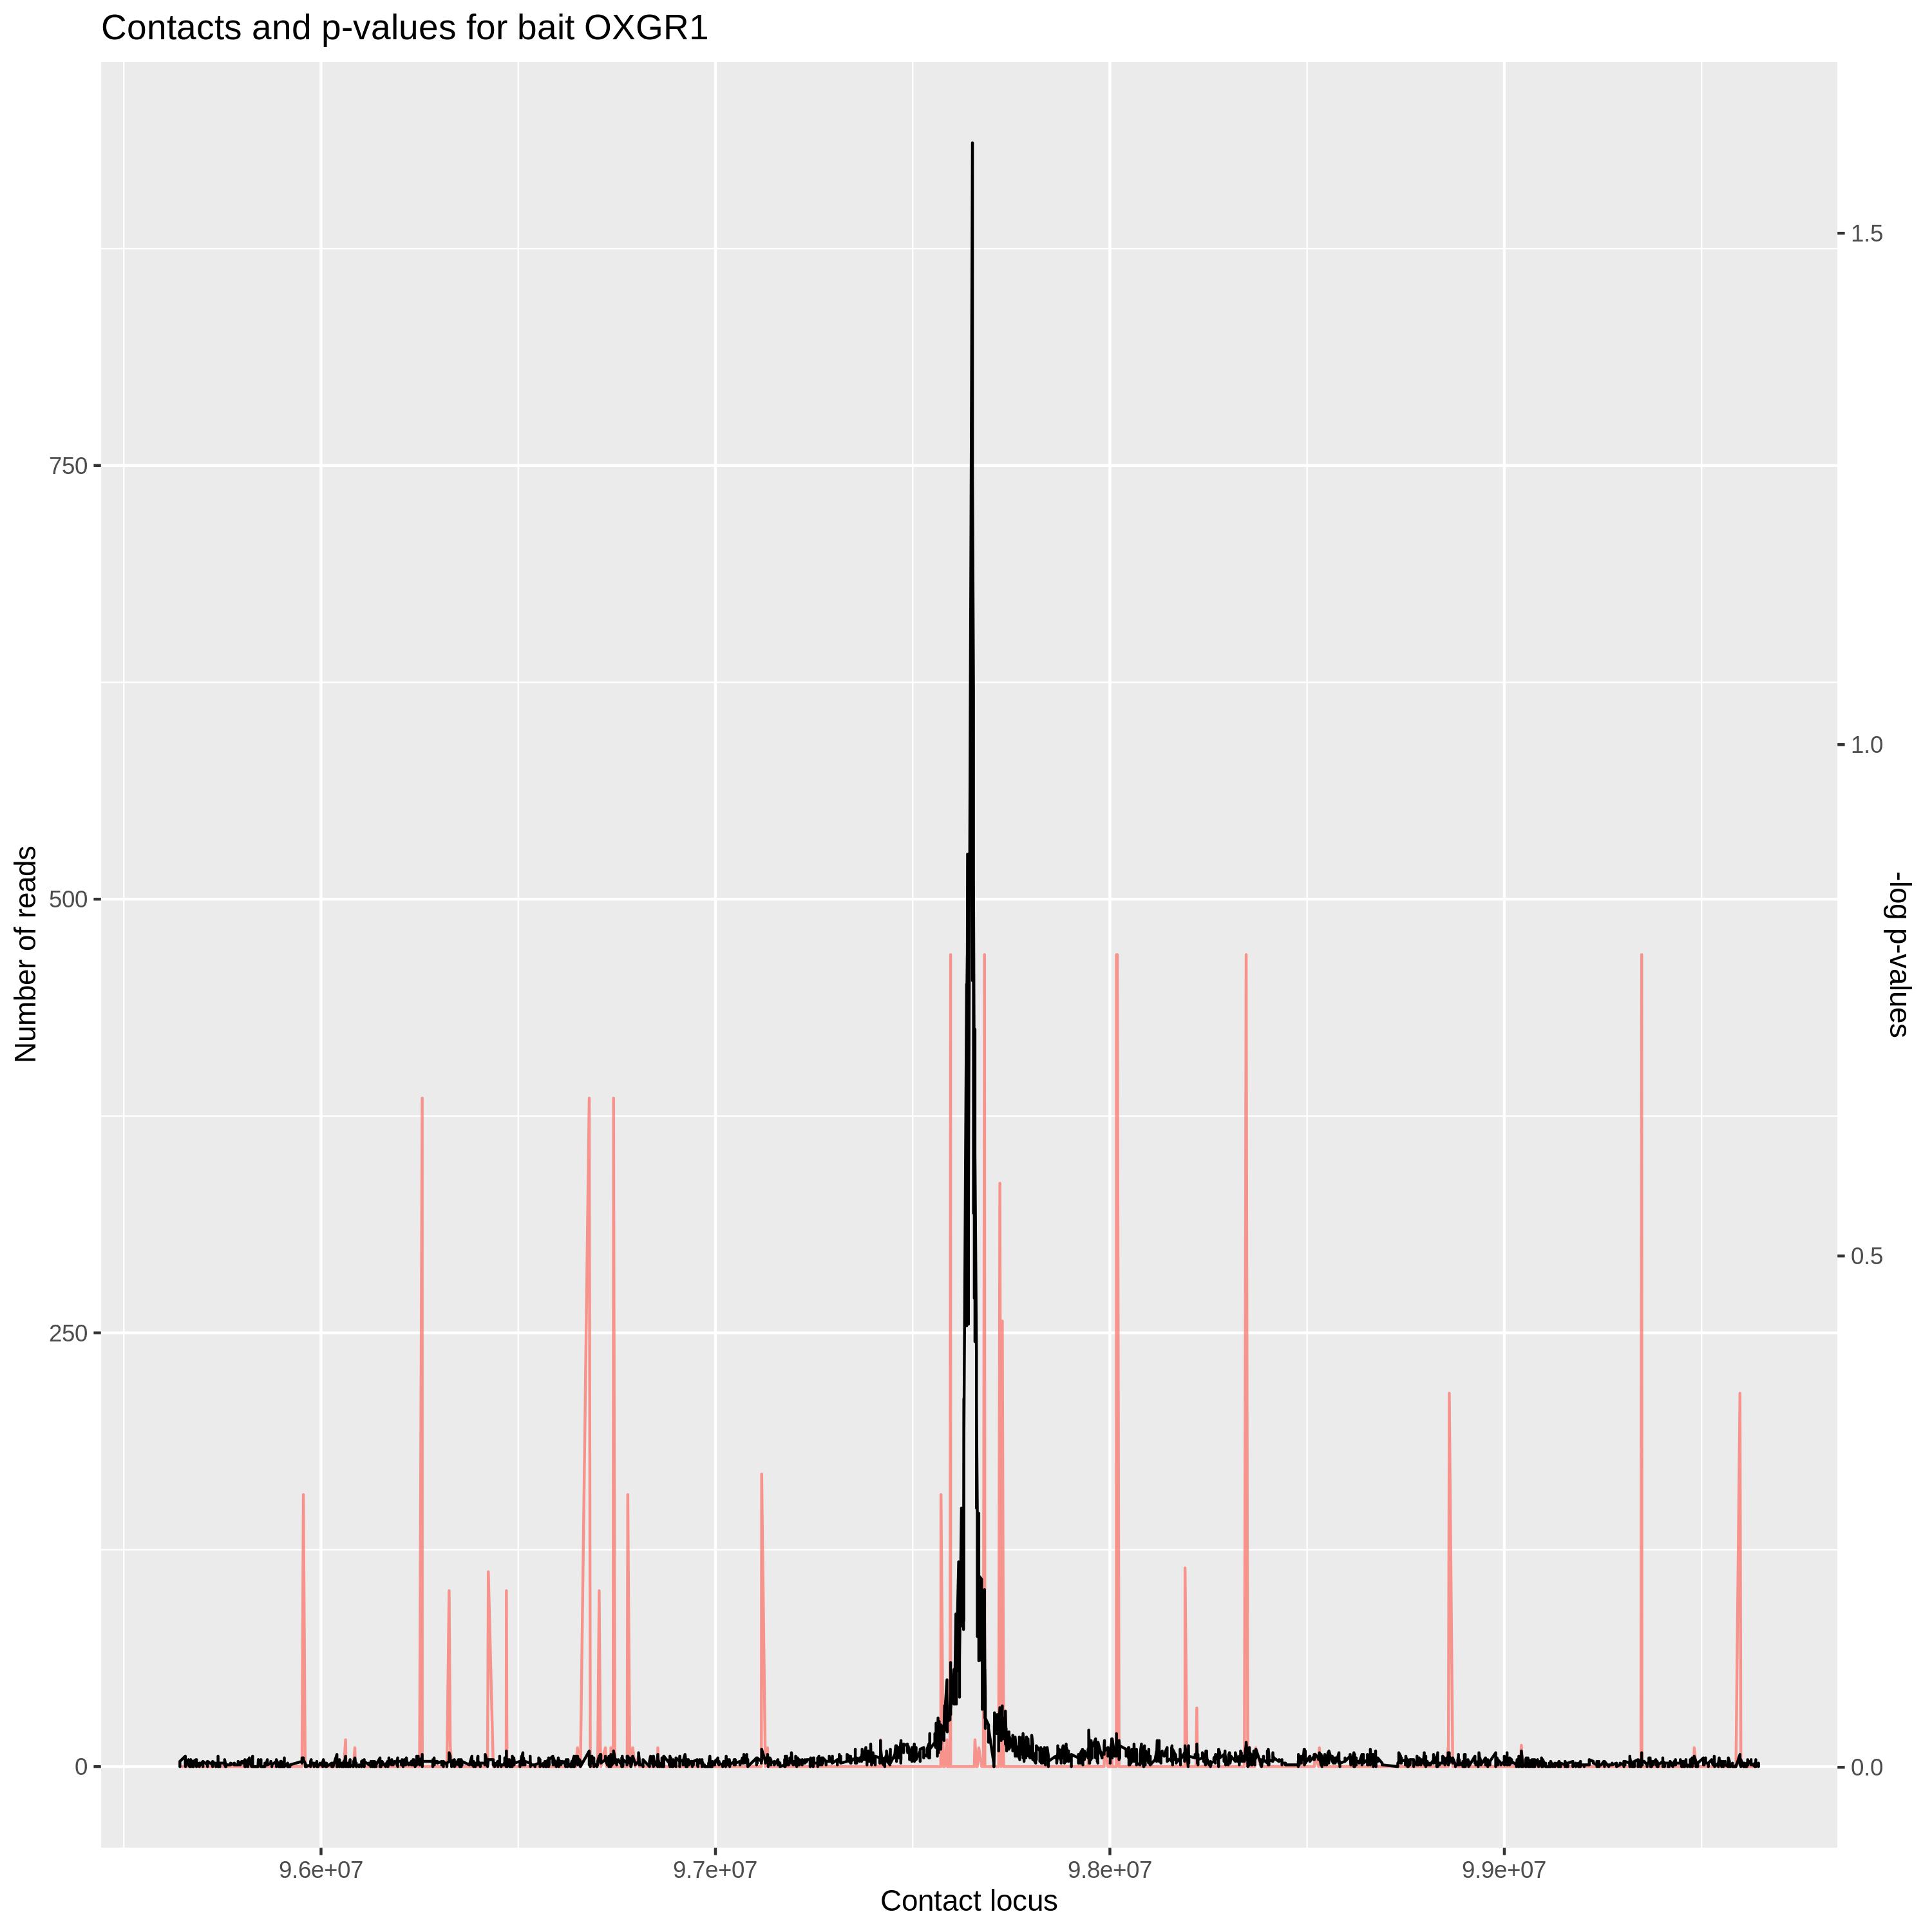 Contacts and p-values for bait OXGR1
Number of reads
750
500
250
0
1.5
1.0
0.5
0.0
-log p-values
9.6e+07
9.7e+07
9.8e+07
9.9e+07
Contact locus